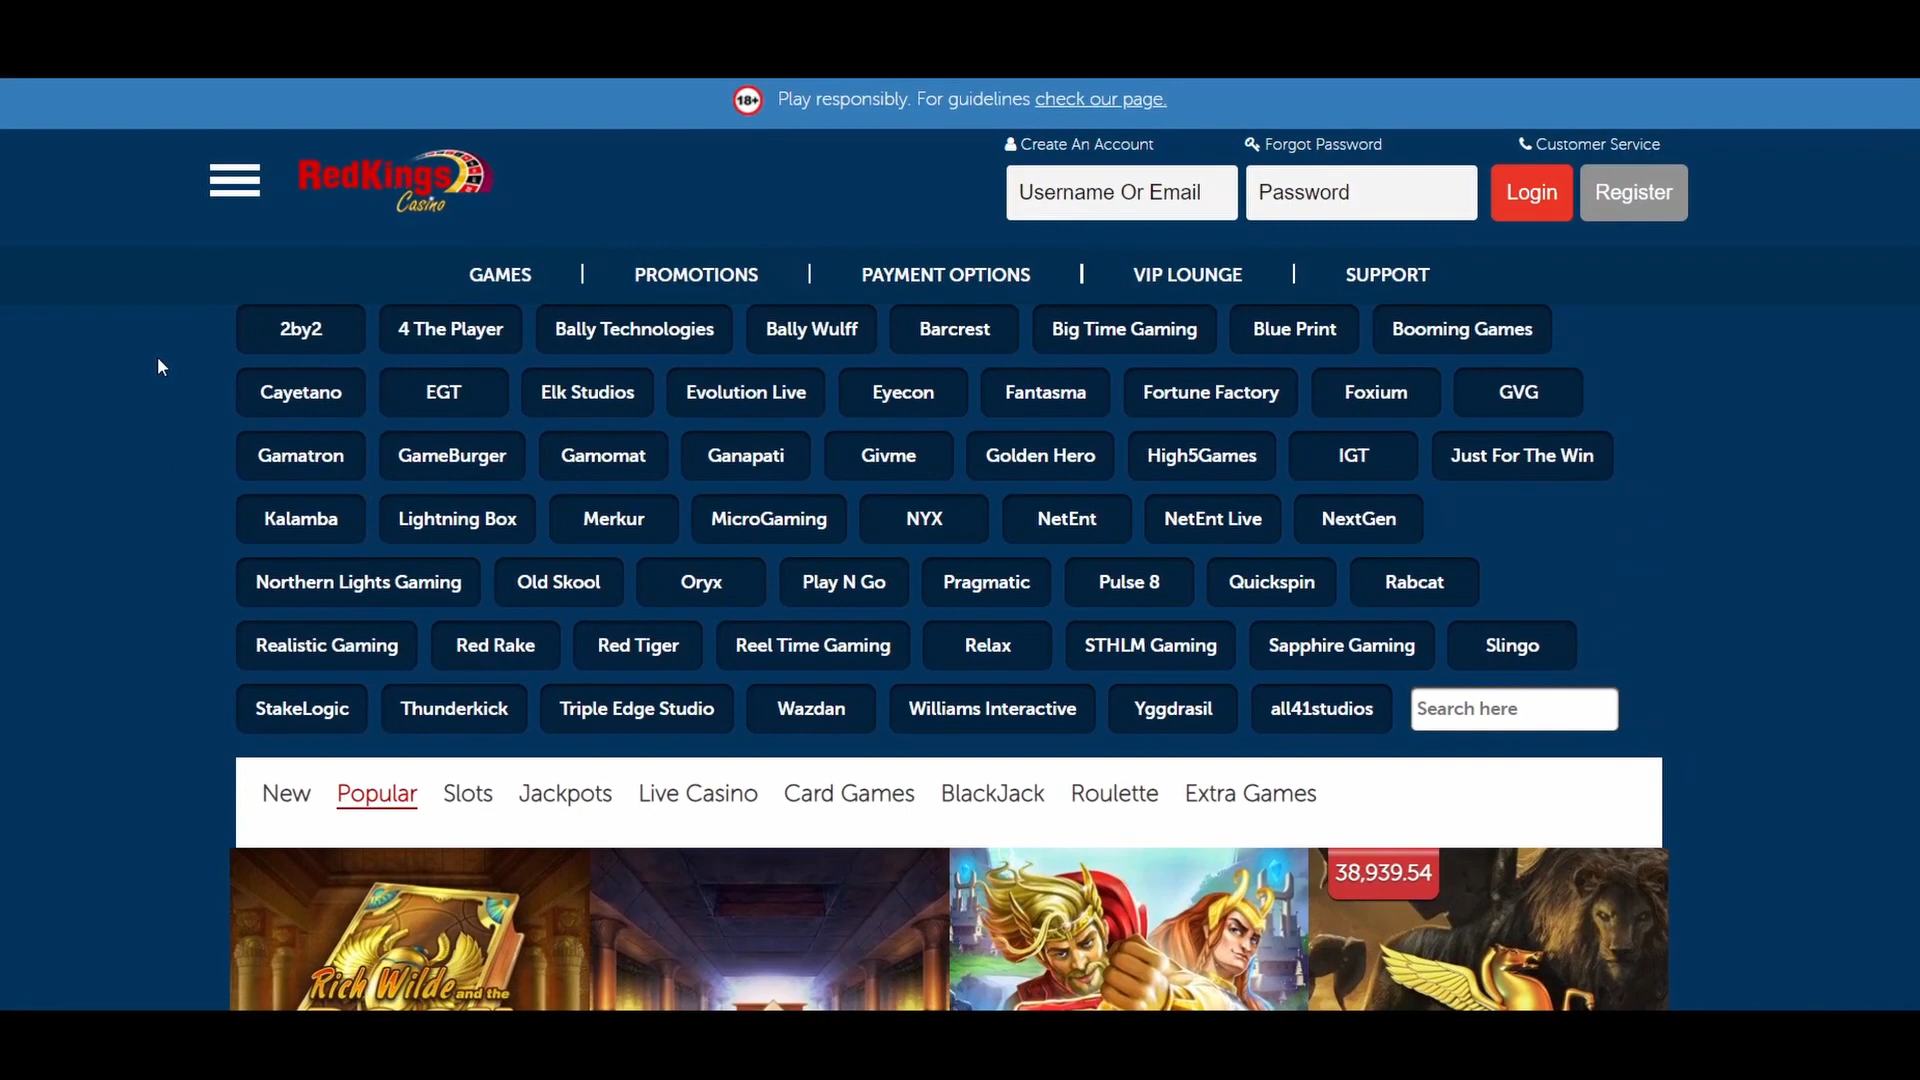 18+ Play responsibly. For guidelines check our page.
Create An Account Forgot Password Customer Service
RedKings Casino
Username Or Email Password Login Register
GAMES | PROMOTIONS | PAYMENT OPTIONS | VIP LOUNGE | SUPPORT
2by2 4 The Player Bally Technologies Bally Wulff Barcrest Big Time Gaming Blue Print Booming Games
Cayetano EGT Elk Studios Evolution Live Eyecon Fantasma Fortune Factory Foxium GVG
Gamatron GameBurger Gamomat Ganapati Givme Golden Hero High5Games IGT Just For The Win
Kalamba Lightning Box Merkur MicroGaming NYX NetEnt NetEnt Live NextGen
Northern Lights Gaming Old Skool Oryx Play N Go Pragmatic Pulse 8 Quickspin Rabcat
Realistic Gaming Red Rake Red Tiger Reel Time Gaming Relax STHLM Gaming Sapphire Gaming Slingo
StakeLogic Thunderkick Triple Edge Studio Wazdan Williams Interactive Yggdrasil all41studios Search here
New Popular Slots Jackpots Live Casino Card Games BlackJack Roulette Extra Games
38,939.54
Rich Wilde and the